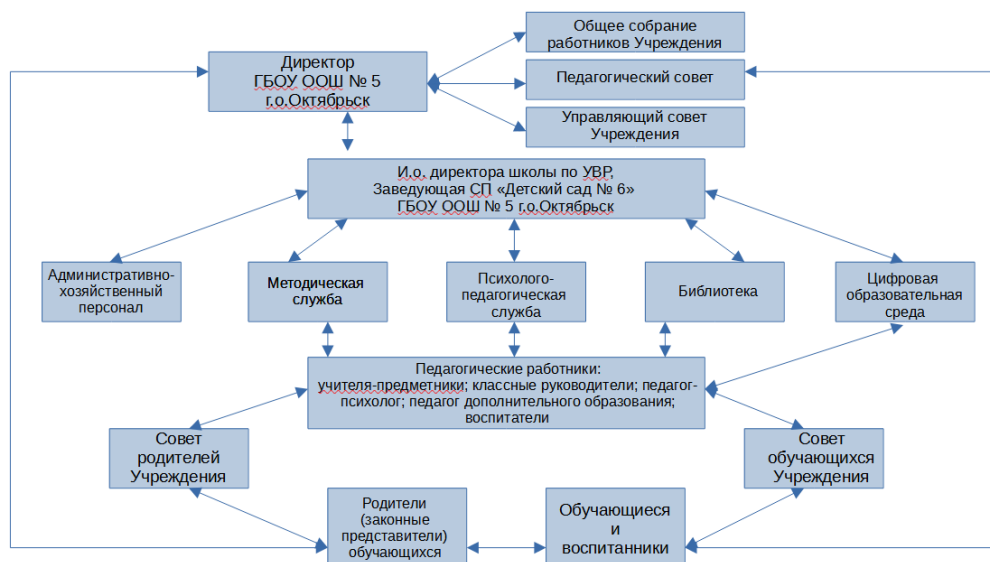 Общее собрание
работников Учреждения
Директор
ГБОУ ООШ № 5
г.о.Октябрьск
Педагогический совет
Управляющий совет
Учреждения
И.о. директора школы по УВР,
Заведующая СП «Детский сад № 6»
ГБОУ ООШ № 5 г.о.Октябрьск
Административно-
хозяйственный
персонал
Методическая
служба
Психолого-
педагогическая
служба
Библиотека
Цифровая
образовательная
среда
Педагогические работники:
учителя-предметники; классные руководители; педагог-
психолог; педагог дополнительного образования;
воспитатели
Совет
родителей
Учреждения
Совет
обучающихся
Учреждения
Родители
(законные
представители)
обучающихся
Обучающиеся
и
воспитанники